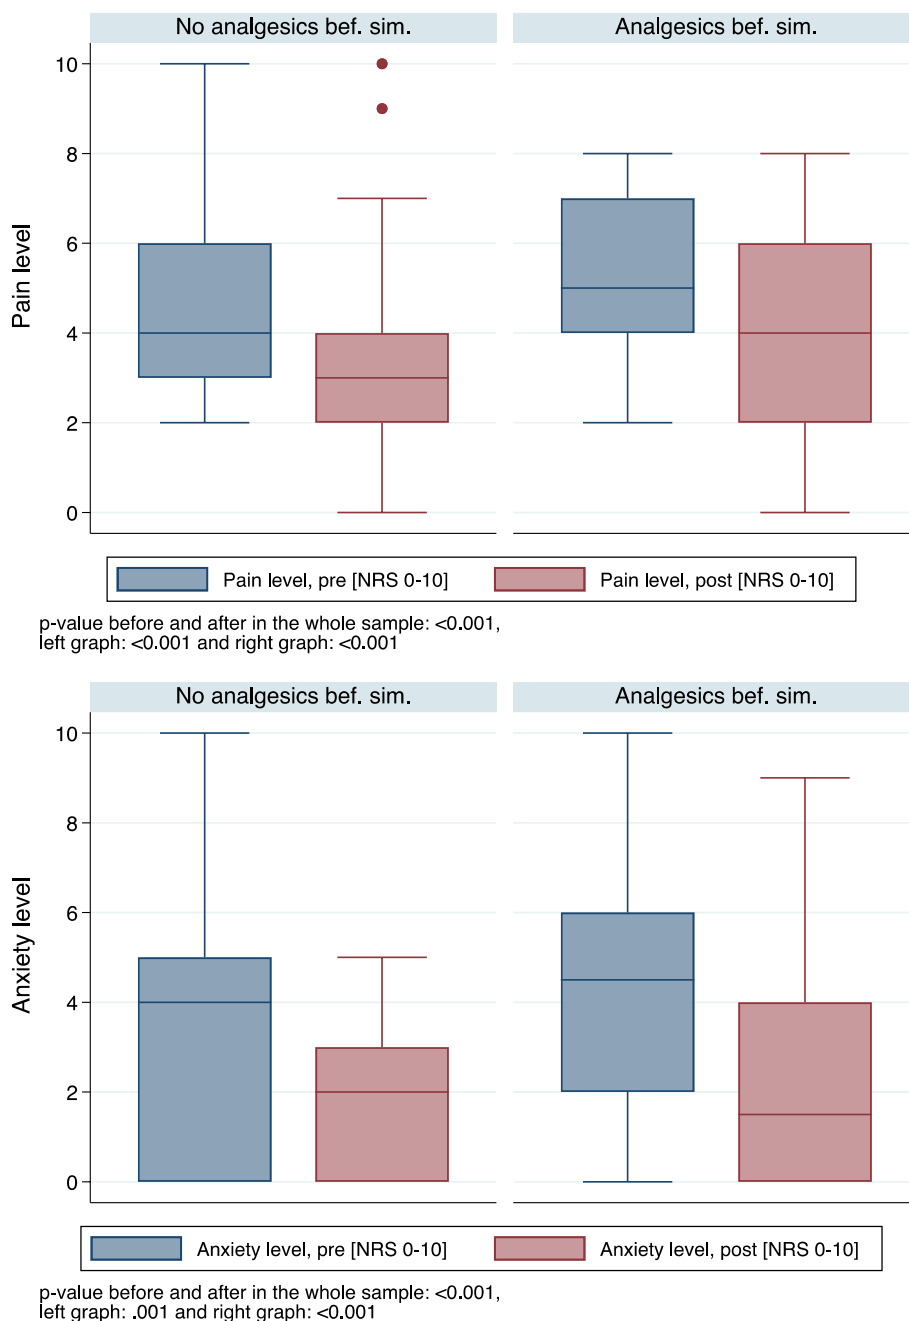 No analgesics bef. sim.
Analgesics bef. sim.
Pain level
10
8
6
4
2
0
Pain level, pre [NRS 0-10]
Pain level, post [NRS 0-10]
p-value before and after in the whole sample: <0.001,
left graph: <0.001 and right graph: <0.001
No analgesics bef. sim.
Analgesics bef. sim.
Anxiety level
10
8
6
4
2
0
Anxiety level, pre [NRS 0-10]
Anxiety level, post [NRS 0-10]
p-value before and after in the whole sample: <0.001,
left graph: .001 and right graph: <0.001